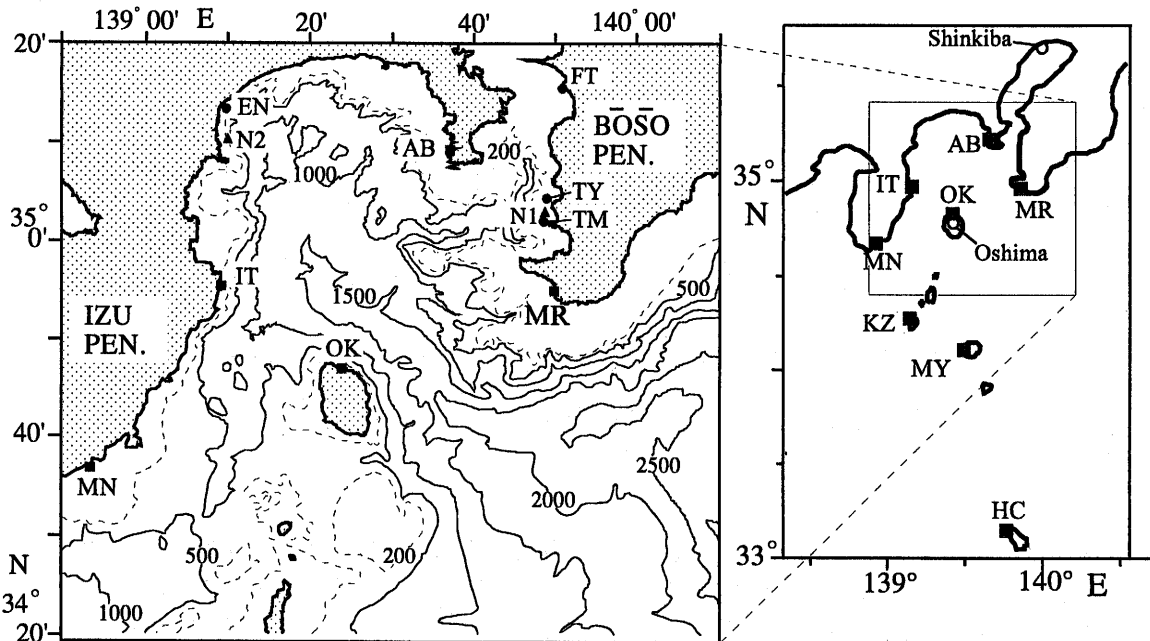 139° 00' E 20' 40' 140° 00'
20'
EN
N2
AB
200
FT
BŌSŌ
PEN.
1000
TY
N1
TM
35°
0'
IT
1500
MR
500
IZU
PEN.
OK
40'
MN
2500
2000
500
200
N
34°
20'
1000
Shinkiba
AB
35°
N
IT
OK
MR
Oshima
MN
KZ
MY
HC
33°
139° 140° E